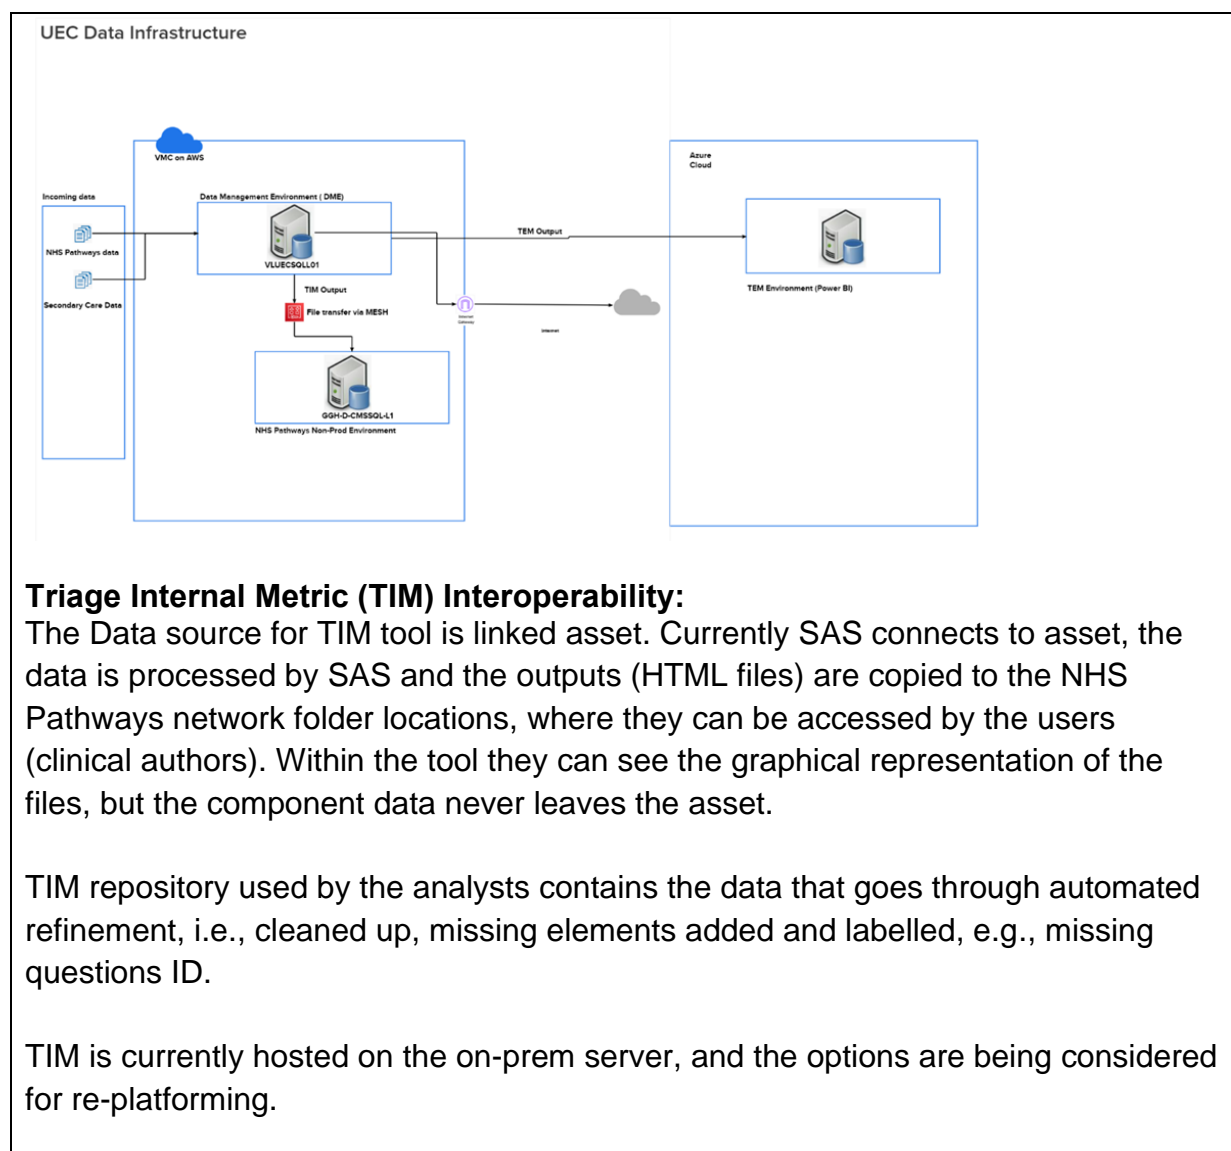 UEC Data Infrastructure
VMC on AWS
Azure
Cloud
Incoming data
Data Management Environment ( DME)
NHS Pathways data
VLUECSQLL01
TEM Output
Secondary Care Data
TIM Output
File transfer via MESH
Internet
Gateway
Internet
TEM Environment (Power BI)
GGH-D-CMSSQL-L1
NHS Pathways Non-Prod Environment
Triage Internal Metric (TIM) Interoperability:
The Data source for TIM tool is linked asset. Currently SAS connects to asset, the
data is processed by SAS and the outputs (HTML files) are copied to the NHS
Pathways network folder locations, where they can be accessed by the users
(clinical authors). Within the tool they can see the graphical representation of the
files, but the component data never leaves the asset.
TIM repository used by the analysts contains the data that goes through automated
refinement, i.e., cleaned up, missing elements added and labelled, e.g., missing
questions ID.
TIM is currently hosted on the on-prem server, and the options are being considered
for re-platforming.